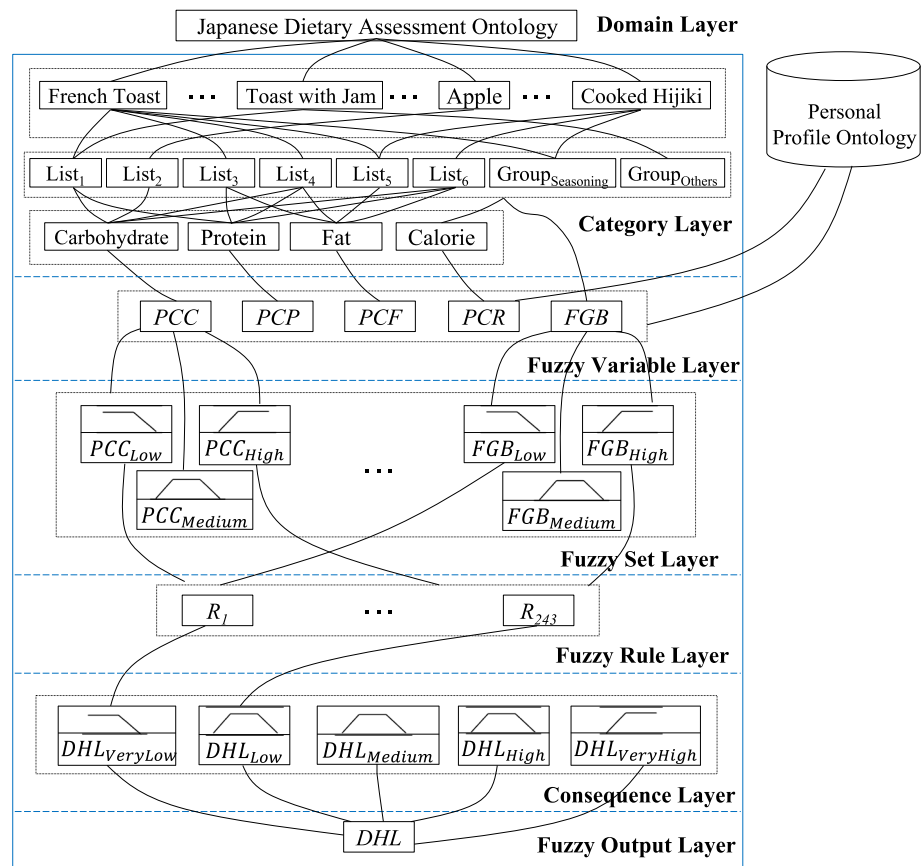 Japanese Dietary Assessment Ontology
Domain Layer
French Toast ... Toast with Jam ... Apple ... Cooked Hijiki
Personal
Profile Ontology
List1 List2 List3 List4 List5 List6 GroupSeasoning GroupOthers
Carbohydrate Protein Fat Calorie
Category Layer
PCC PCP PCF PCR FGB
Fuzzy Variable Layer
PCCLow PCCHigh ... FGBLow FGBHigh
PCCMedium FGBMedium
Fuzzy Set Layer
R1 ... R243
Fuzzy Rule Layer
DHLVeryLow DHLLow DHLMedium DHLHigh DHLVeryHigh
Consequence Layer
DHL
Fuzzy Output Layer